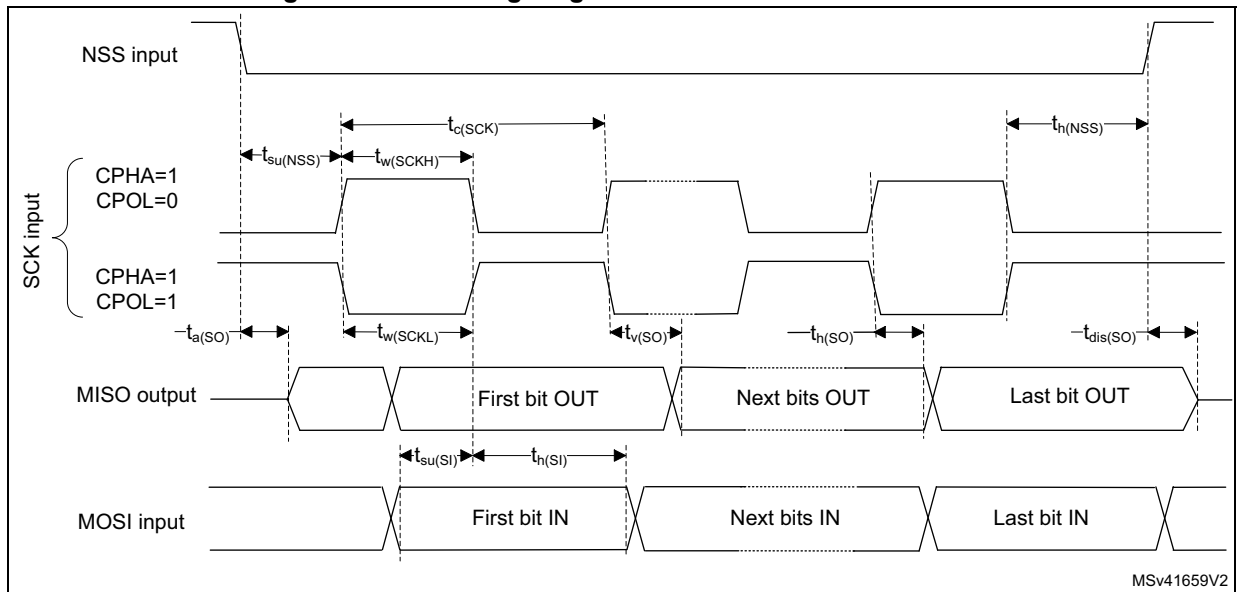 NSS input
tc(SCK)
th(NSS)
tsu(NSS)
tw(SCKH)
CPHA=1
CPOL=0
SCK input
CPHA=1
CPOL=1
ta(SO)
tw(SCKL)
tv(SO)
th(SO)
tdis(SO)
MISO output
First bit OUT
Next bits OUT
Last bit OUT
tsu(SI)
th(SI)
MOSI input
First bit IN
Next bits IN
Last bit IN
MSv41659V2